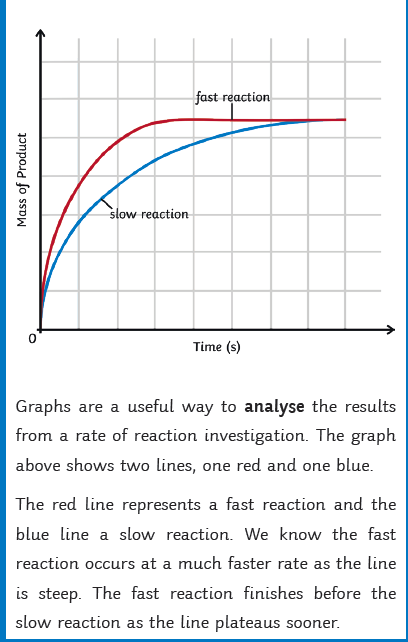 fast reaction
Mass of Product
slow reaction
0
Time (s)
Graphs are a useful way to analyse the results
from a rate of reaction investigation. The graph
above shows two lines, one red and one blue.
The red line represents a fast reaction and the
blue line a slow reaction. We know the fast
reaction occurs at a much faster rate as the line
is steep. The fast reaction finishes before the
slow reaction as the line plateaus sooner.